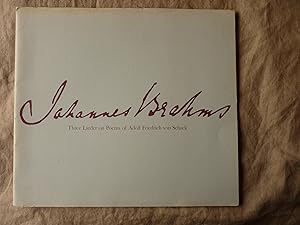 Johannes Brahms
Three Lieder on Poems of Adolf Friedrich von Schack